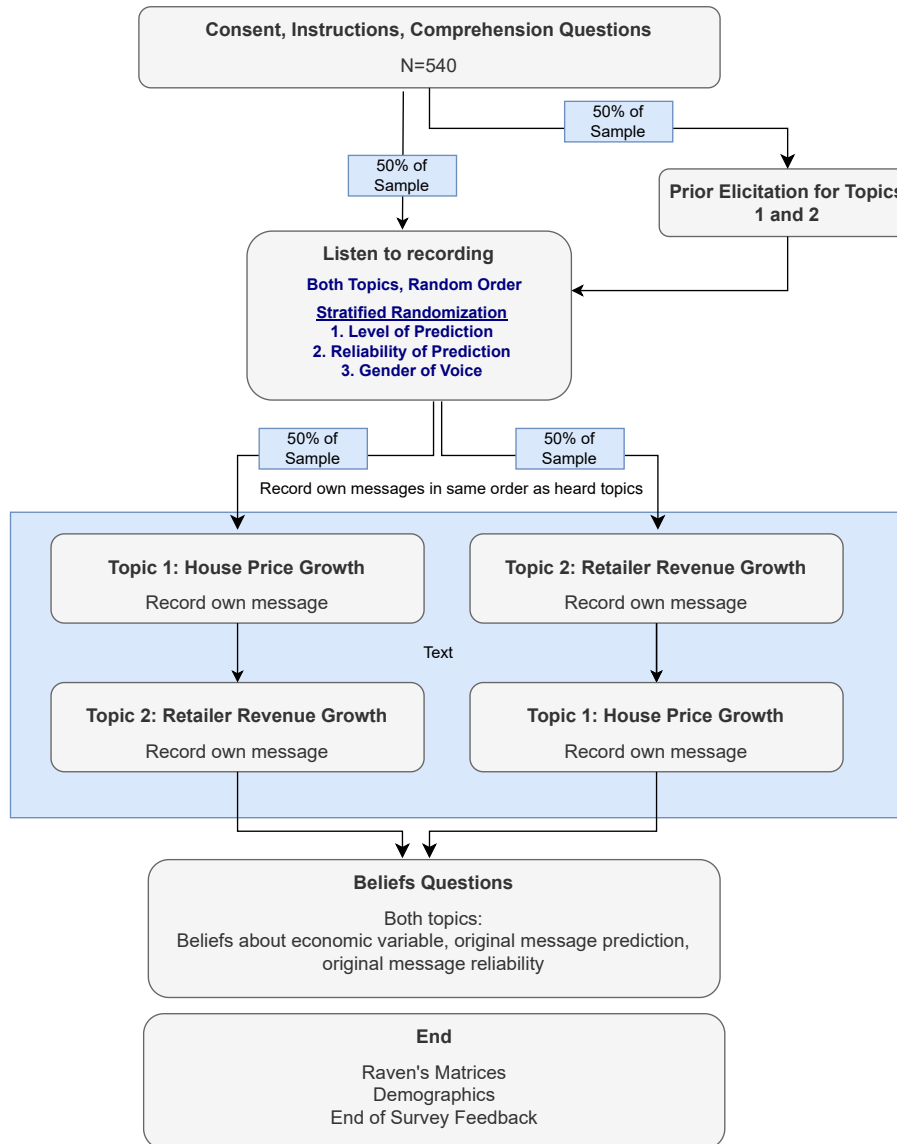 Consent, Instructions, Comprehension Questions
N=540
50% of
Sample
50% of
Sample
Prior Elicitation for Topics
1 and 2
Listen to recording
Both Topics, Random Order
Stratified Randomization
1. Level of Prediction
2. Reliability of Prediction
3. Gender of Voice
50% of
Sample
50% of
Sample
Record own messages in same order as heard topics
Topic 1: House Price Growth
Record own message
Topic 2: Retailer Revenue Growth
Record own message
Text
Topic 2: Retailer Revenue Growth
Record own message
Topic 1: House Price Growth
Record own message
Beliefs Questions
Both topics:
Beliefs about economic variable, original message prediction,
original message reliability
End
Raven's Matrices
Demographics
End of Survey Feedback